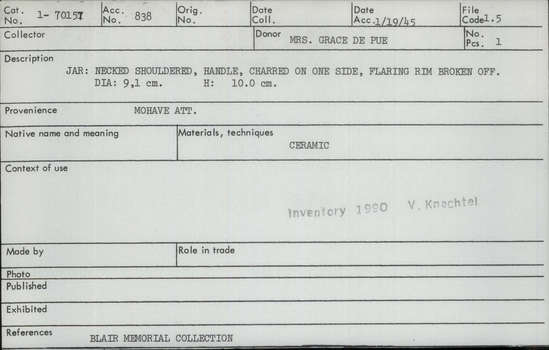 Cat. No. 1- 70157 Acc. No. 838 Orig. No. Date Coll. Date Acc. 1/19/45 File Code 1.5
Collector Donor MRS. GRACE DE PUE No. Pcs. 1
Description
JAR: NECKED SHOULDERED, HANDLE, CHARRED ON ONE SIDE, FLARING RIM BROKEN OFF.
DIA: 9,1 cm. H: 10.0 cm.
Provenience MOHAVE ATT.
Native name and meaning Materials, techniques
CERAMIC
Context of use
Inventory 1990 V. Knechtel
Made by Role in trade
Photo
Published
Exhibited
References BLAIR MEMORIAL COLLECTION